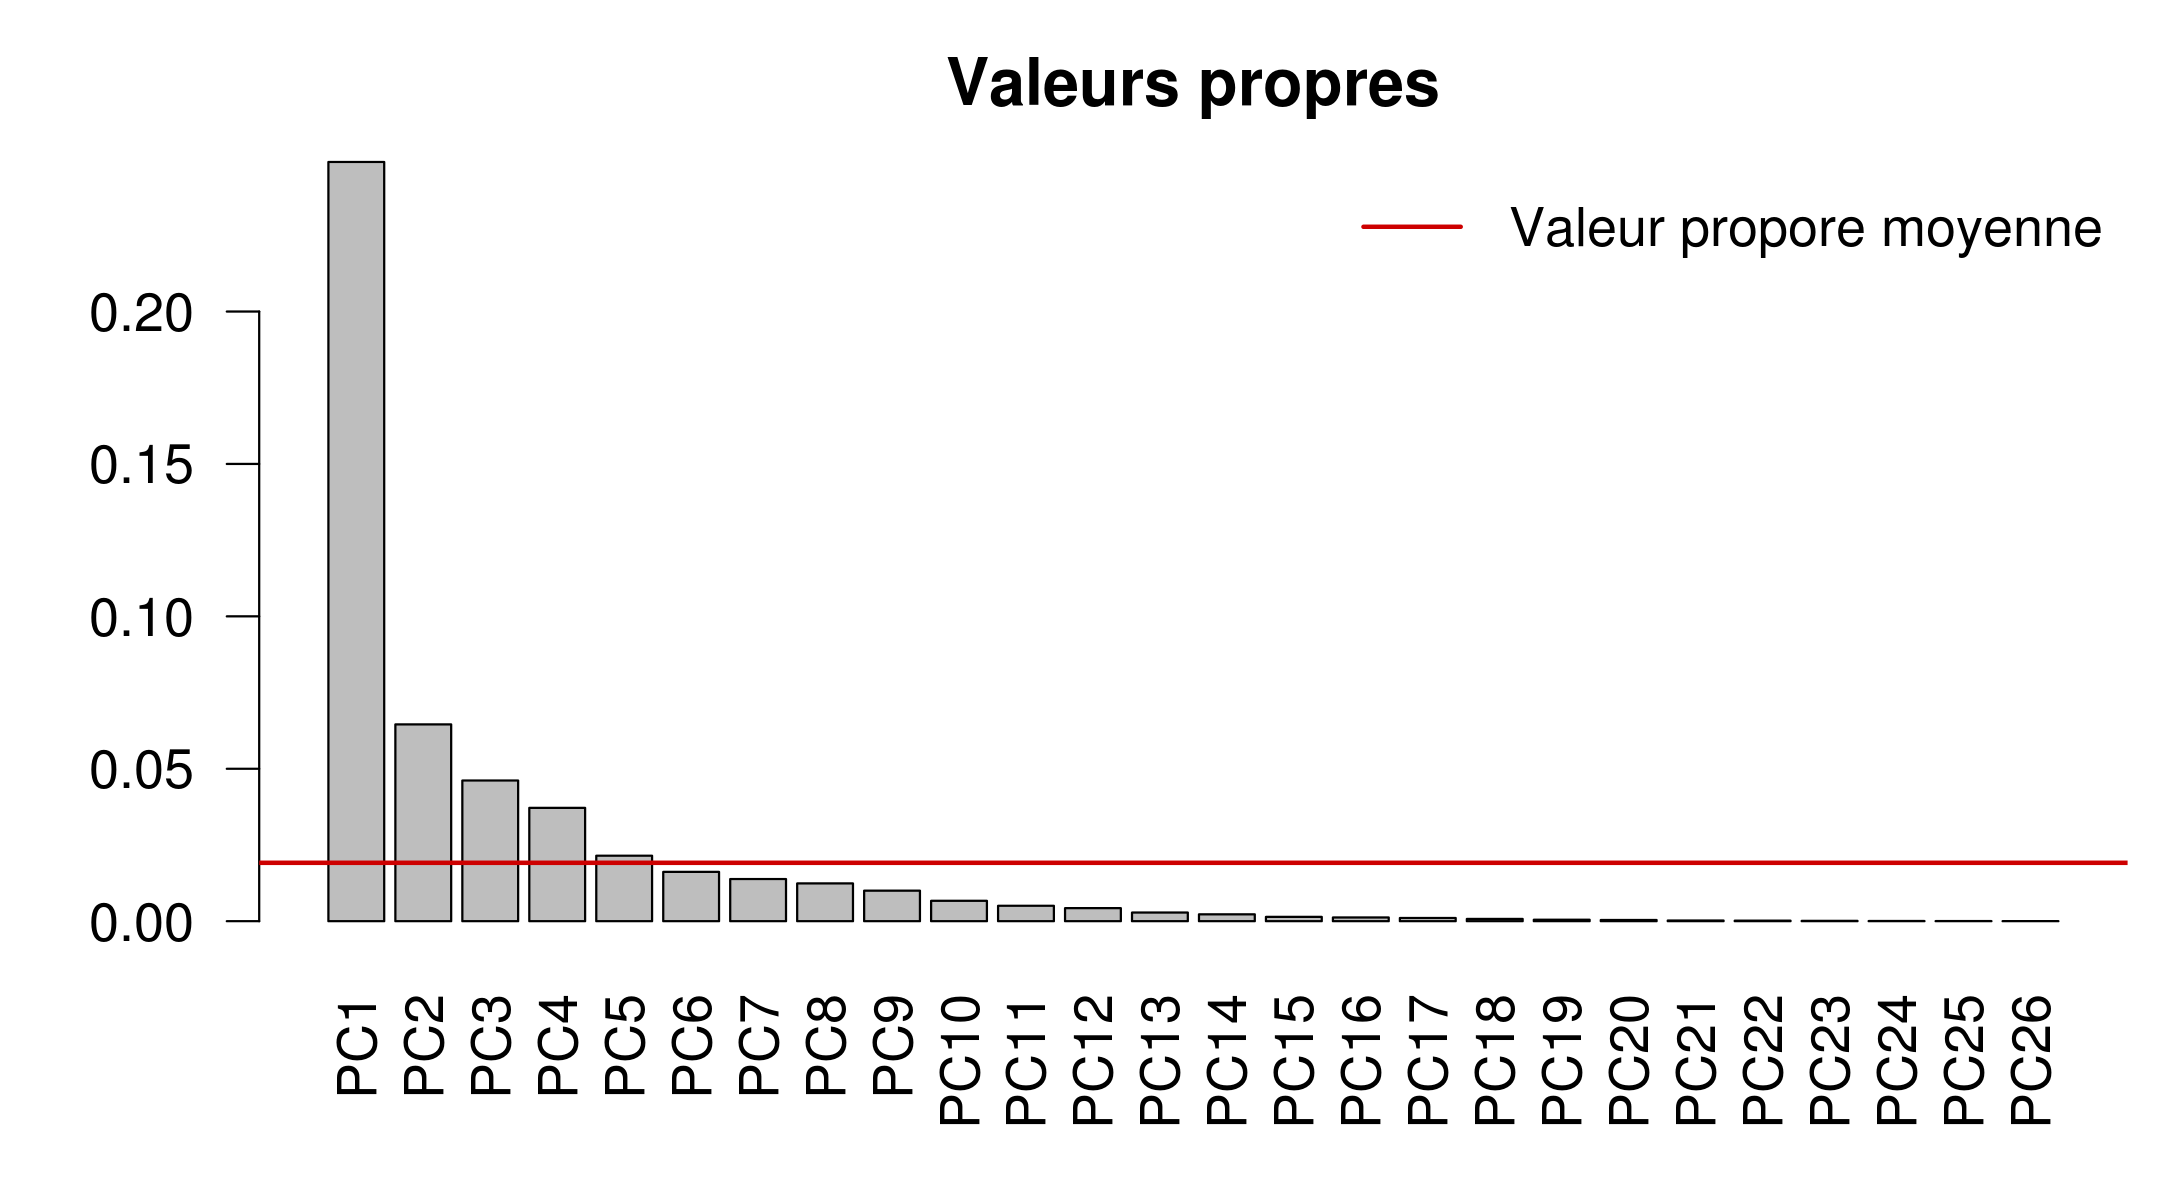 Valeurs propres
Valeur propore moyenne
0.20
0.15
0.10
0.05
0.00
PC1
PC2
PC3
PC4
PC5
PC6
PC7
PC8
PC9
PC10
PC11
PC12
PC13
PC14
PC15
PC16
PC17
PC18
PC19
PC20
PC21
PC22
PC23
PC24
PC25
PC26